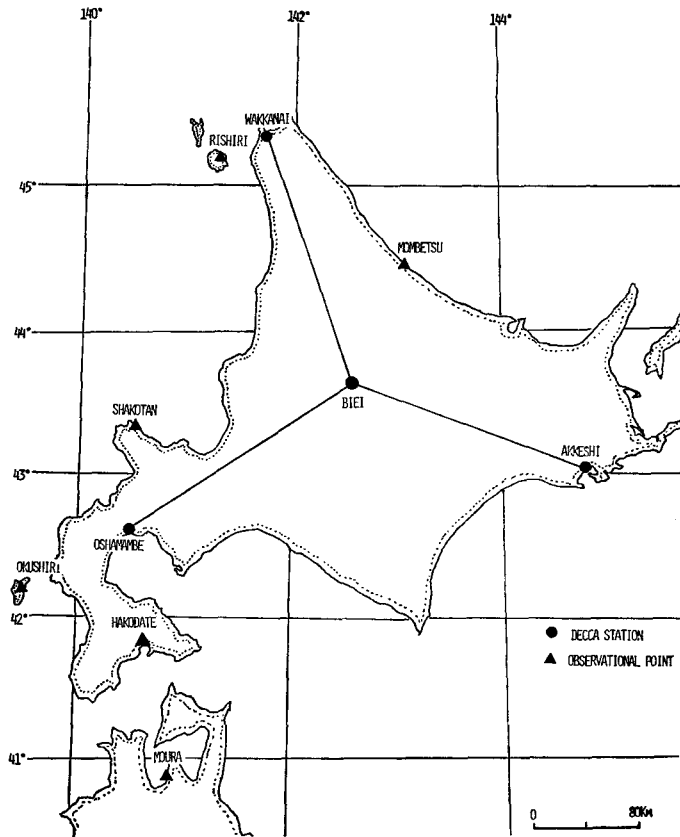 140°
142°
144°
WAKKANAI
RISHIRI
45°
MOMBETSU
44°
BIEI
SHAKOTAN
AKKESHI
43°
OSHAMAMBE
OKUSHIRI
42°
HAKODATE
DECCA STATION
OBSERVATIONAL POINT
41°
MOURA
0 80KM